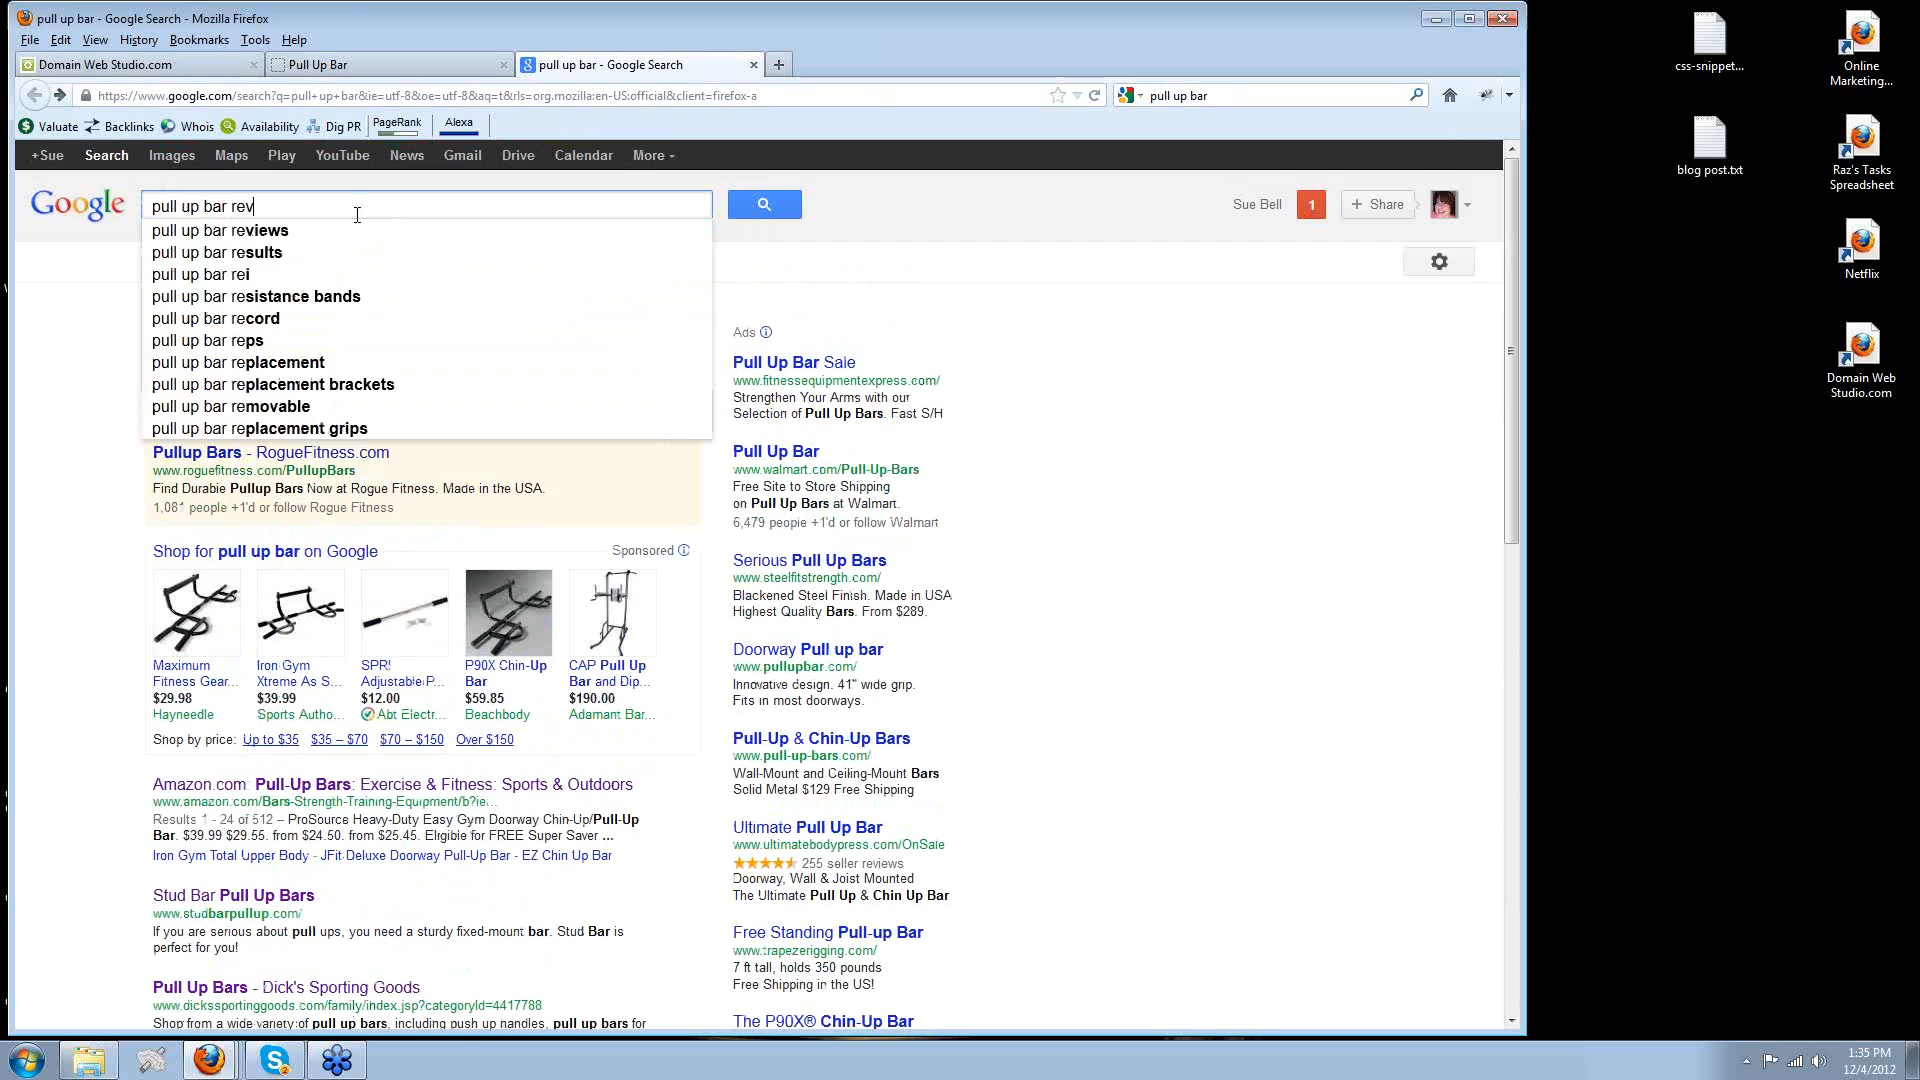 pull up bar - Google Search - Mozilla Firefox
File Edit View History Bookmarks Tools Help
Domain Web Studio.com
Pull Up Bar
pull up bar - Google Search
https://www.google.com/search?q=pull+up+bar&ie=utf-8&oe=utf-8&aq=t&rls=org.mozilla:en-US:official&client=firefox-a
pull up bar
Valuate Backlinks Whois Availability Dig PR PageRank Alexa
+Sue Search Images Maps Play YouTube News Gmail Drive Calendar More
Google
pull up bar rev
Sue Bell 1 + Share
pull up bar reviews
pull up bar results
pull up bar rei
pull up bar resistance bands
pull up bar record
pull up bar reps
pull up bar replacement
pull up bar replacement brackets
pull up bar removable
pull up bar replacement grips
Pullup Bars - RogueFitness.com
www.roguefitness.com/PullupBars
Find Durable Pullup Bars Now at Rogue Fitness. Made in the USA.
1,081 people +1'd or follow Rogue Fitness
Shop for pull up bar on Google
Sponsored
Maximum
Fitness Gear...
$29.98
Hayneedle
Iron Gym
Xtreme As S...
$39.99
Sports Autho...
SPRI
Adjustable P...
$12.00
Abt Electr...
P90X Chin-Up
Bar
$59.85
Beachbody
CAP Pull Up
Bar and Dip...
$190.00
Adamant Bar...
Shop by price: Up to $35 $35 – $70 $70 – $150 Over $150
Amazon.com: Pull-Up Bars: Exercise & Fitness: Sports & Outdoors
www.amazon.com/Bars-Strength-Training-Equipment/b?ie...
Results 1 - 24 of 512 – ProSource Heavy-Duty Easy Gym Doorway Chin-Up/Pull-Up
Bar. $39.99 $29.55. from $24.50. from $25.45. Eligible for FREE Super Saver ...
Iron Gym Total Upper Body - JFit Deluxe Doorway Pull-Up Bar - EZ Chin Up Bar
Stud Bar Pull Up Bars
www.studbarpullup.com/
If you are serious about pull ups, you need a sturdy fixed-mount bar. Stud Bar is
perfect for you!
Pull Up Bars - Dick's Sporting Goods
www.dickssportinggoods.com/family/index.jsp?categoryId=4417788
Shop from a wide variety of pull up bars, including push up handles, pull up bars for
Ads
Pull Up Bar Sale
www.fitnessequipmentexpress.com/
Strengthen Your Arms with our
Selection of Pull Up Bars. Fast S/H
Pull Up Bar
www.walmart.com/Pull-Up-Bars
Free Site to Store Shipping
on Pull Up Bars at Walmart.
6,479 people +1'd or follow Walmart
Serious Pull Up Bars
www.steelfitstrength.com/
Blackened Steel Finish. Made in USA
Highest Quality Bars. From $289.
Doorway Pull up bar
www.pullupbar.com/
Innovative design. 41" wide grip.
Fits in most doorways.
Pull-Up & Chin-Up Bars
www.pull-up-bars.com/
Wall-Mount and Ceiling-Mount Bars
Solid Metal $129 Free Shipping
Ultimate Pull Up Bar
www.ultimatebodypress.com/OnSale
255 seller reviews
Doorway, Wall & Joist Mounted
The Ultimate Pull Up & Chin Up Bar
Free Standing Pull-up Bar
www.trapezerigging.com/
7 ft tall, holds 350 pounds
Free Shipping in the US!
The P90X® Chin-Up Bar
css-snippet...
Online
Marketing...
blog post.txt
Raz's Tasks
Spreadsheet
Netflix
Domain Web
Studio.com
2
1:35 PM
12/4/2012